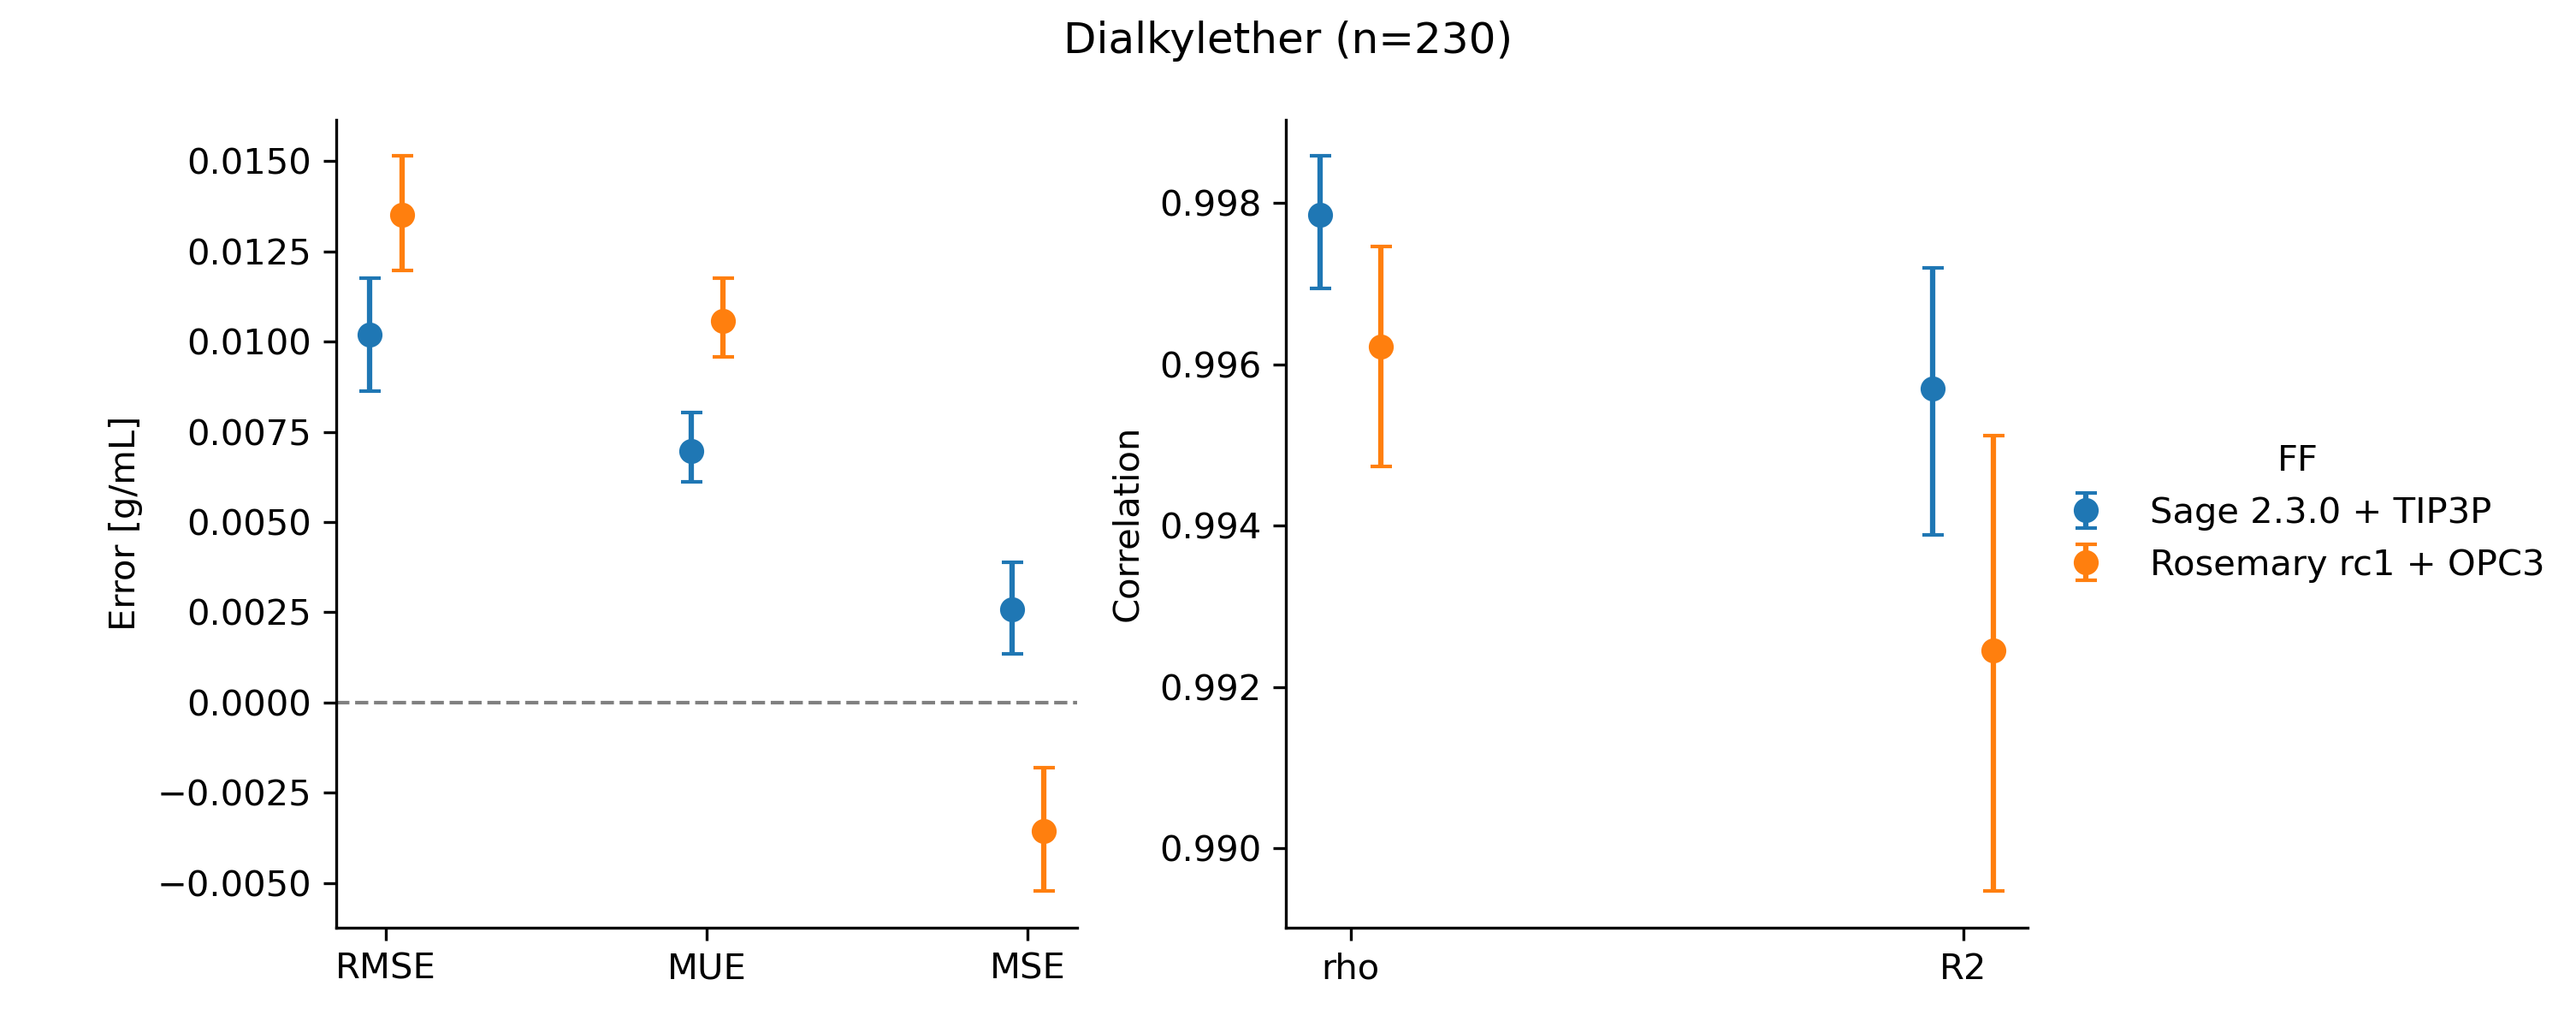 Dialkylether (n=230)
Error [g/mL]
0.0150
0.0125
0.0100
0.0075
0.0050
0.0025
0.0000
−0.0025
−0.0050
RMSE
MUE
MSE
Correlation
0.998
0.996
0.994
0.992
0.990
rho
R2
FF
Sage 2.3.0 + TIP3P
Rosemary rc1 + OPC3